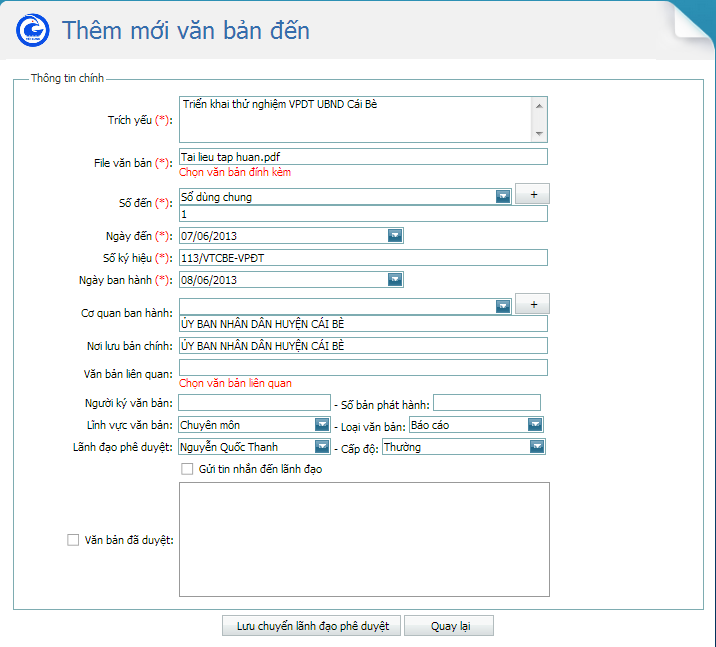 Thêm mới văn bản đến
Thông tin chính
Trích yếu (*): Triển khai thử nghiệm VPDT UBND Cái Bè
File văn bản (*): Tai lieu tap huan.pdf
Chọn văn bản đính kèm
Số đến (*): Số dùng chung +
1
Ngày đến (*): 07/06/2013
Số ký hiệu (*): 113/VTCBE-VPĐT
Ngày ban hành (*): 08/06/2013
Cơ quan ban hành: +
ỦY BAN NHÂN DÂN HUYỆN CÁI BÈ
Nơi lưu bản chính: ỦY BAN NHÂN DÂN HUYỆN CÁI BÈ
Văn bản liên quan:
Chọn văn bản liên quan
Người ký văn bản: - Số bản phát hành:
Lĩnh vực văn bản: Chuyên môn - Loại văn bản: Báo cáo
Lãnh đạo phê duyệt: Nguyễn Quốc Thanh - Cấp độ: Thường
Gửi tin nhắn đến lãnh đạo
Văn bản đã duyệt:
Lưu chuyển lãnh đạo phê duyệt Quay lại